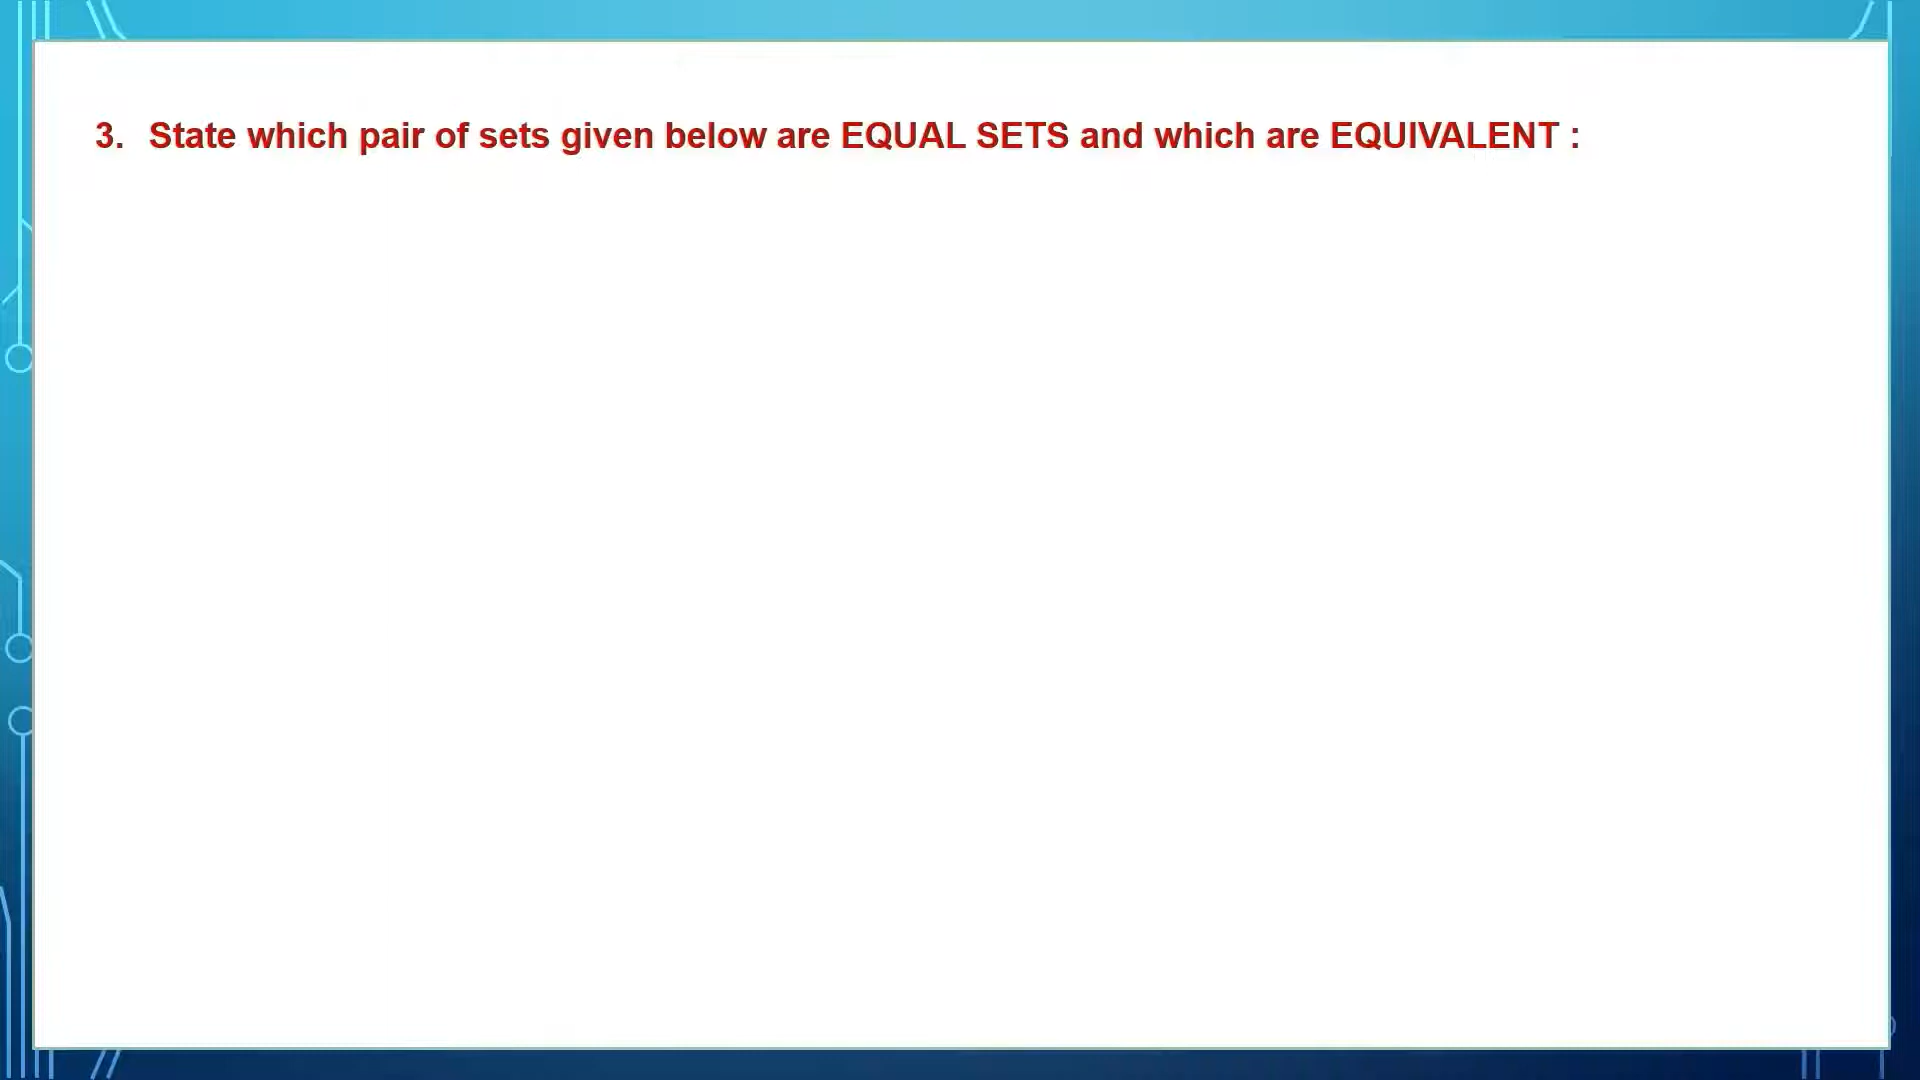 3. State which pair of sets given below are EQUAL SETS and which are EQUIVALENT :